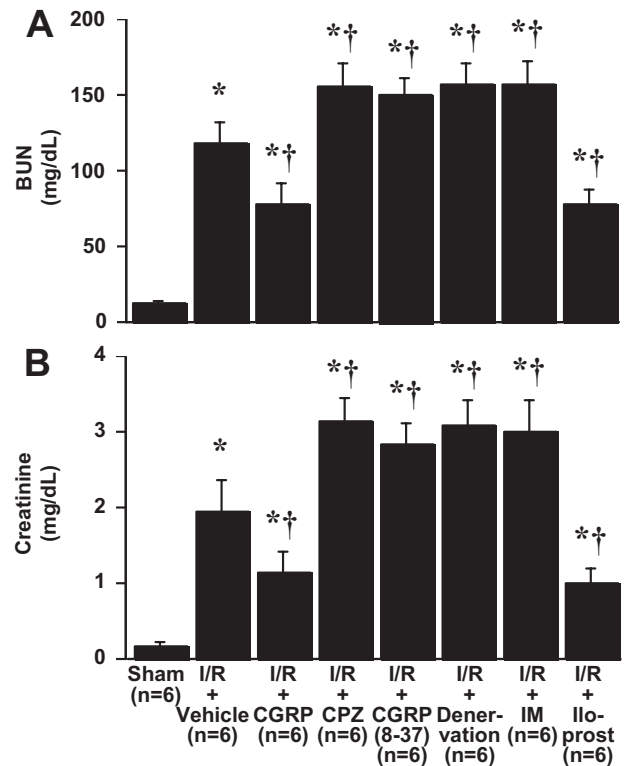 A
200
150
100
50
0
BUN
(mg/dL)
*
*†
*†
*†
*†
*†
*†
B
4
3
2
1
0
Creatinine
(mg/dL)
*
*†
*†
*†
*†
*†
*†
Sham I/R I/R I/R I/R I/R I/R I/R
(n=6) + + + + + + +
Vehicle CGRP CPZ CGRP Dener- IM Ilo-
(n=6) (n=6) (n=6) (8-37) vation (n=6) prost
(n=6) (n=6) (n=6)